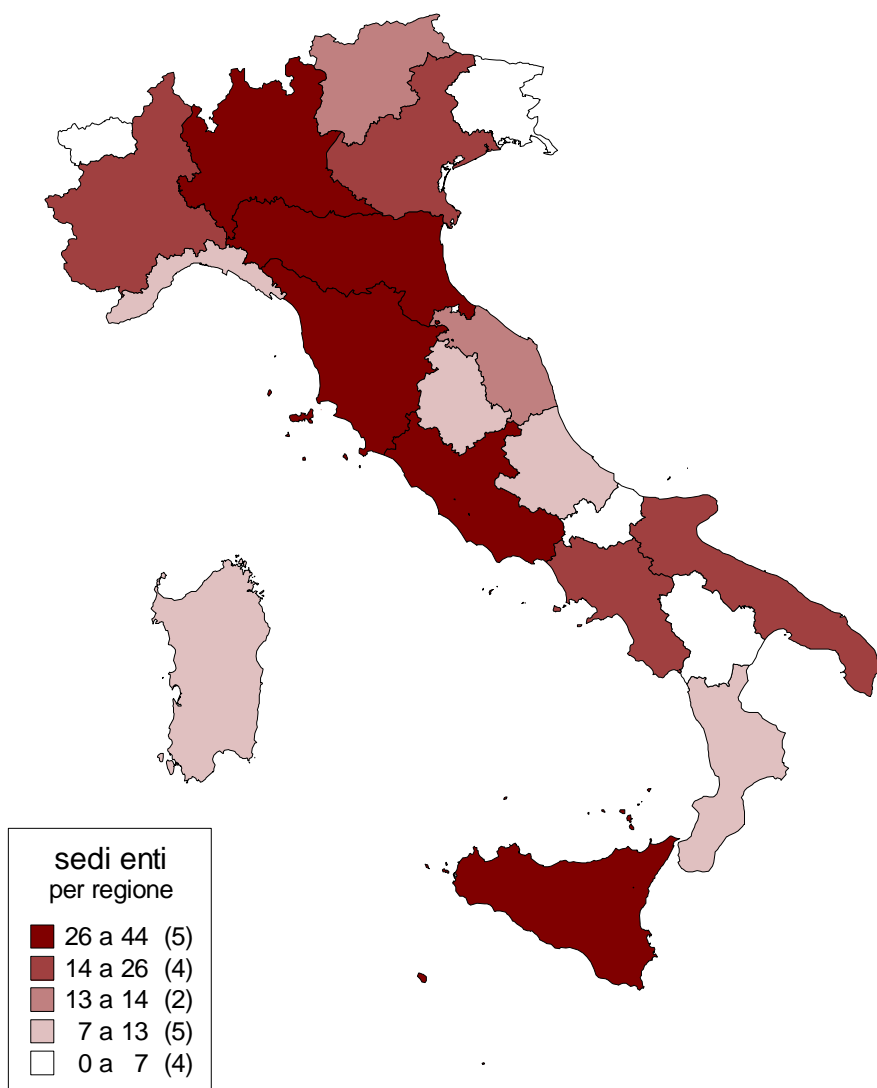 sedi enti
per regione
26 a 44 (5)
14 a 26 (4)
13 a 14 (2)
7 a 13 (5)
0 a 7 (4)